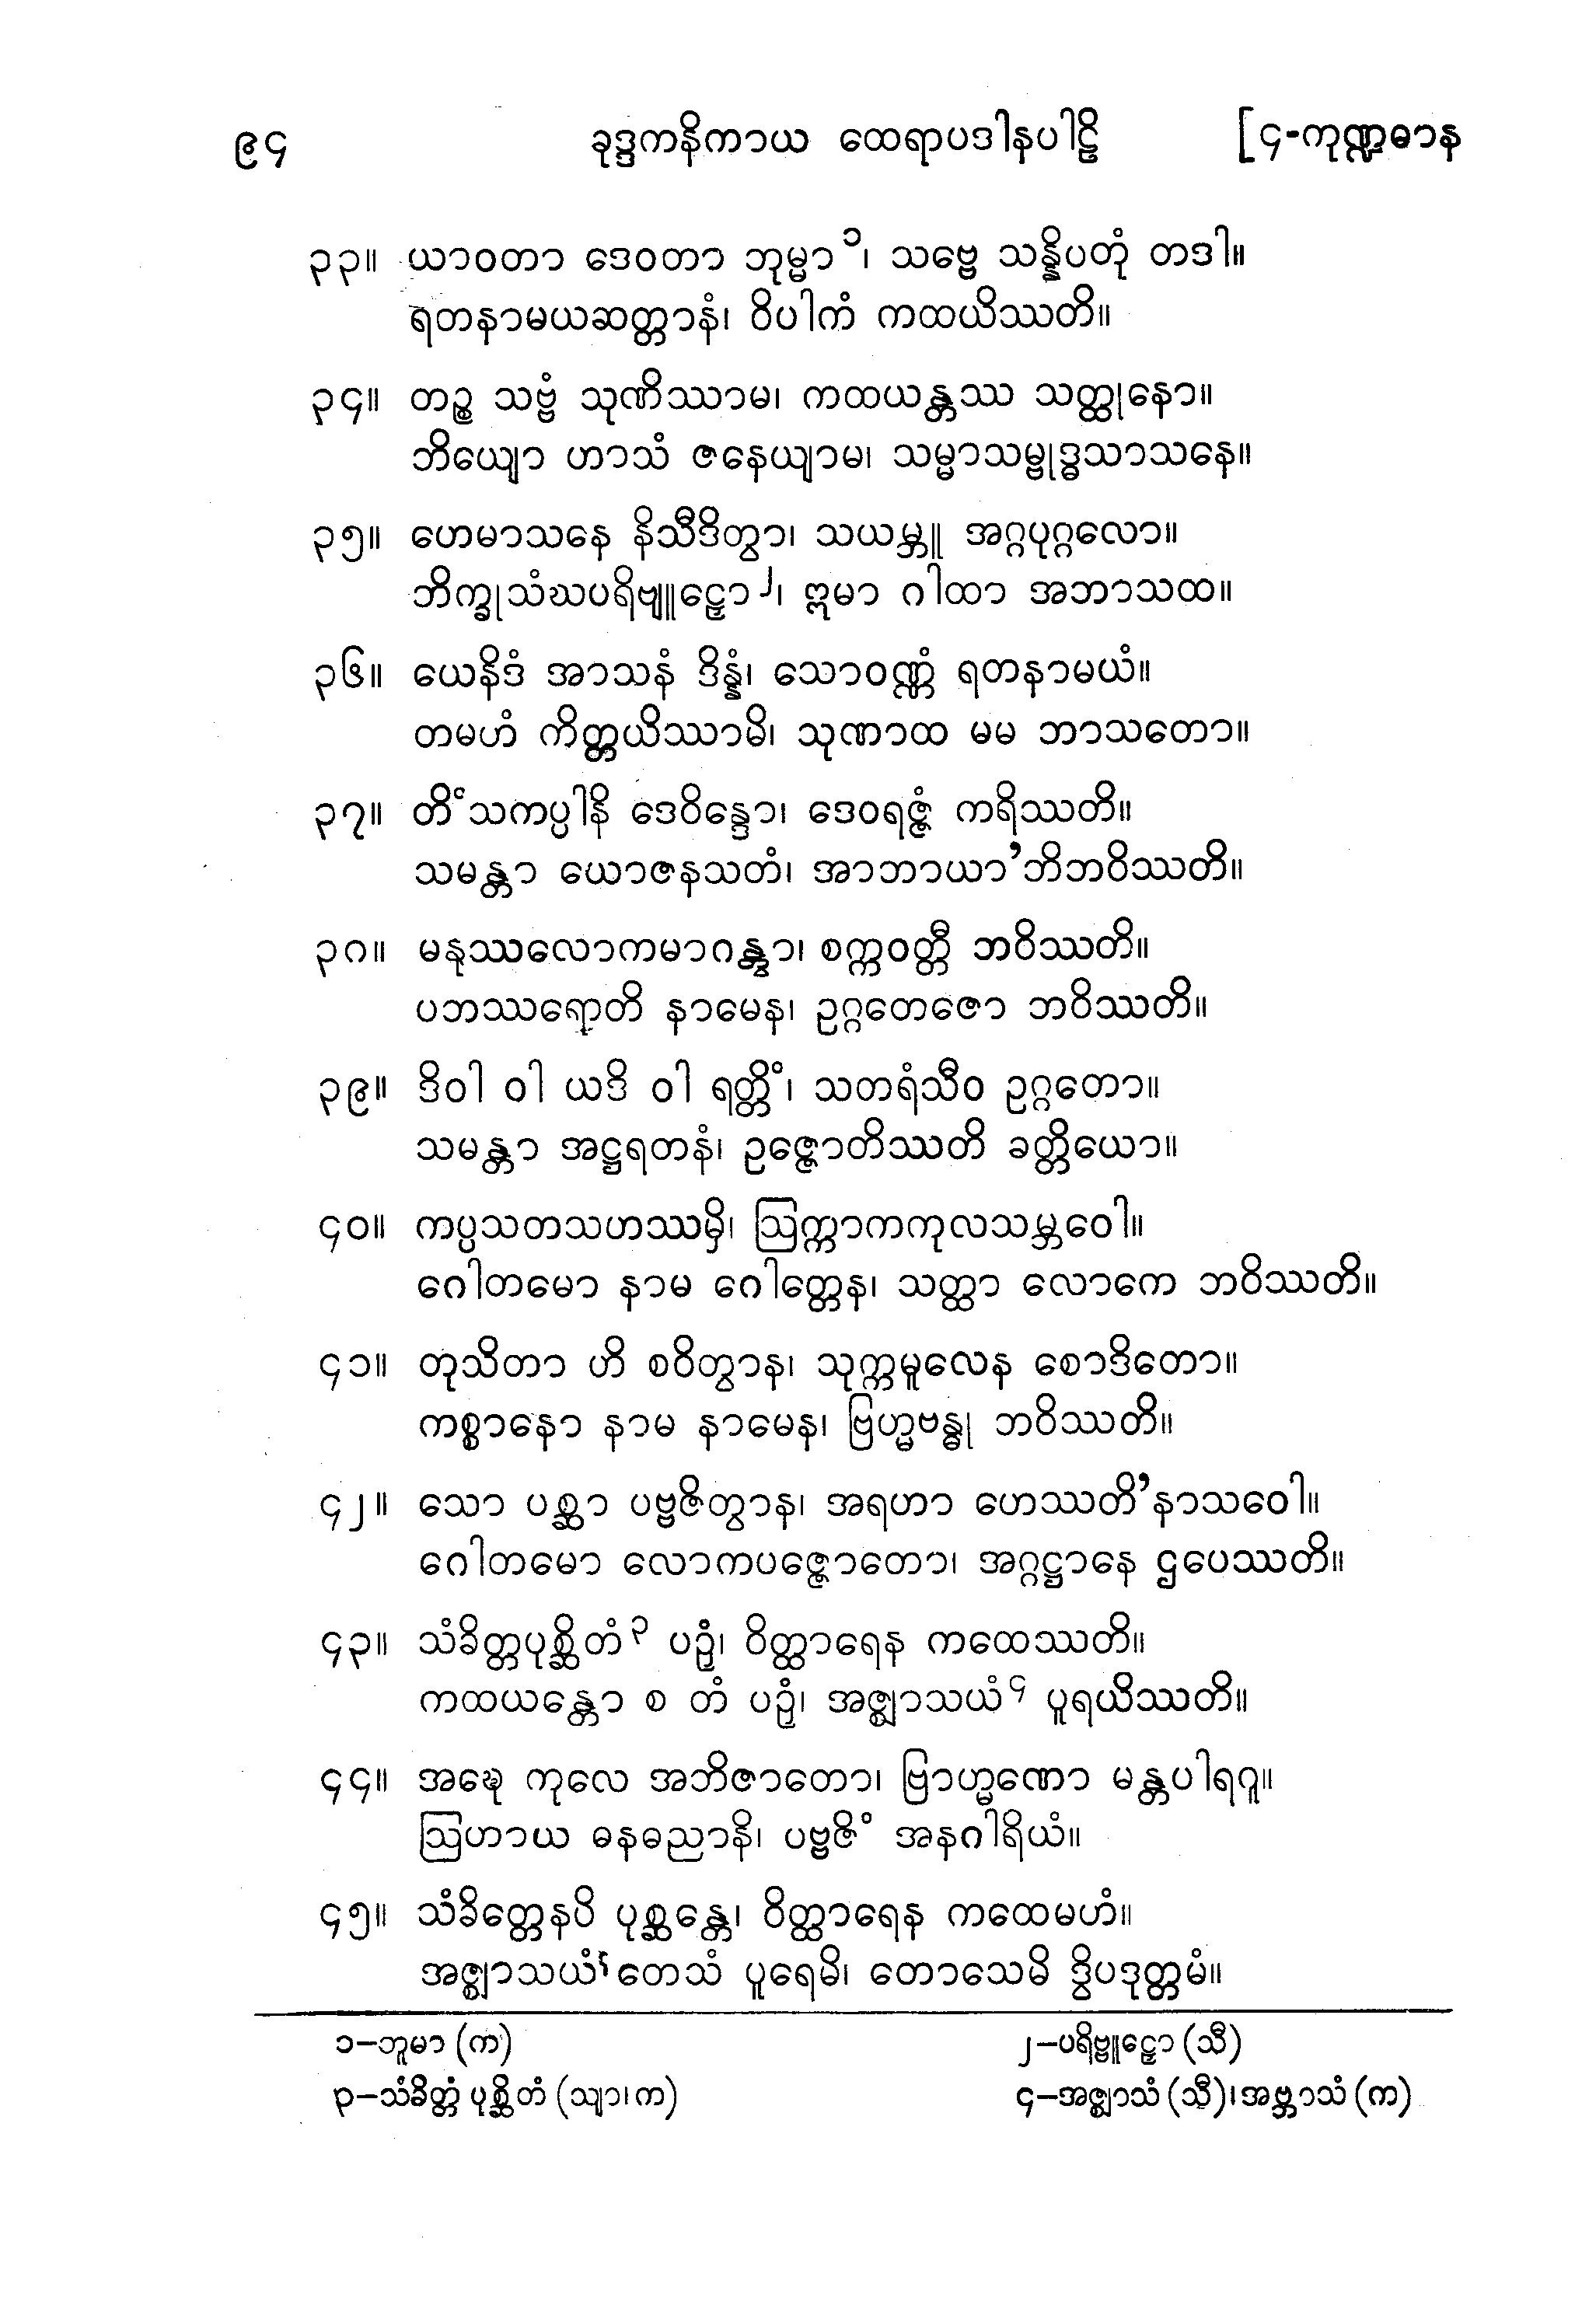 ၉၄ ခုဒ္ဒကနိကာယ ထေရာပဒါနပါဠိ [၄-ကုဏ္ဍဓာန
၃၃။ ယာဝတာ ဒေဝတာ ဘုမ္မာ ၁၊ သဗ္ဗေ သန္နိပတုံ တဒါ။
ရတနာမယဆတ္တာနံ၊ ဝိပါကံ ကထယိဿတိ။
၃၄။ တဉ္စ သဗ္ဗံ သုဏိဿာမ၊ ကထယန္တဿ သတ္ထုနော။
ဘိယျော ဟာသံ ဇနေယျာမ၊ သမ္မာသမ္ဗုဒ္ဓသာသနေ။
၃၅။ ဟေမာသနေ နိသီဒိတွာ၊ သယမ္ဘူ အဂ္ဂပုဂ္ဂလော။
ဘိက္ခုသံဃပရိဗျူဠှော ၂၊ ဣမာ ဂါထာ အဘာသထ။
၃၆။ ယေနိဒံ အာသနံ ဒိန္နံ၊ သောဝဏ္ဏံ ရတနာမယံ။
တမဟံ ကိတ္တယိဿာမိ၊ သုဏာထ မမ ဘာသတော။
၃၇။ တိံသကပ္ပါနိ ဒေဝိန္ဒော၊ ဒေဝရဇ္ဇံ ကရိဿတိ။
သမန္တာ ယောဇနသတံ၊ အာဘာယာ’ဘိဘဝိဿတိ။
၃၈။ မနုဿလောကမာဂန္တွာ၊ စက္ကဝတ္တီ ဘဝိဿတိ။
ပဘဿရောတိ နာမေန၊ ဥဂ္ဂတေဇော ဘဝိဿတိ။
၃၉။ ဒိဝါ ဝါ ယဒိ ဝါ ရတ္တိံ၊ သတရံသီဝ ဥဂ္ဂတော။
သမန္တာ အဋ္ဌရတနံ၊ ဥဇ္ဇောတိဿတိ ခတ္တိယော။
၄၀။ ကပ္ပသတသဟဿမှိ၊ ဩက္ကာကကုလသမ္ဘဝေါ။
ဂေါတမော နာမ ဂေါတ္တေန၊ သတ္ထာ လောကေ ဘဝိဿတိ။
၄၁။ တုသိတာ ဟိ စဝိတွာန၊ သုက္ကမူလေန စောဒိတော။
ကစ္စာနော နာမ နာမေန၊ ဗြဟ္မဗန္ဓု ဘဝိဿတိ။
၄၂။ သော ပစ္ဆာ ပဗ္ဗဇိတွာန၊ အရဟာ ဟေဿတိ’နာသဝေါ။
ဂေါတမော လောကပဇ္ဇောတော၊ အဂ္ဂဋ္ဌာနေ ဌပေဿတိ။
၄၃။ သံခိတ္တပုစ္ဆိတံ ၃ ပဉှံ၊ ဝိတ္ထာရေန ကထေဿတိ။
ကထယန္တော စ တံ ပဉှံ၊ အဇ္ဈာသယံ ၄ ပူရယိဿတိ။
၄၄။ အဍ္ဎေ ကုလေ အဘိဇာတော၊ ဗြာဟ္မဏော မန္တပါရဂူ။
ဩဟာယ ဓနဓညာနိ၊ ပဗ္ဗဇိံ အနဂါရိယံ။
၄၅။ သံခိတ္တေနပိ ပုစ္ဆန္တေ၊ ဝိတ္ထာရေန ကထေမဟံ။
အဇ္ဈာသယံ ၄ တေသံ ပူရေမိ၊ တောသေမိ ဒွိပဒုတ္တမံ။
၁−ဘူမာ (က) ၂−ပရိဗ္ဗူဠှော (သီ)
၃−သံခိတ္တံ ပုစ္ဆိတံ (သျာ၊ က) ၄−အဇ္ဈာသံ (သီ)၊ အဗ္ဘာသံ (က)